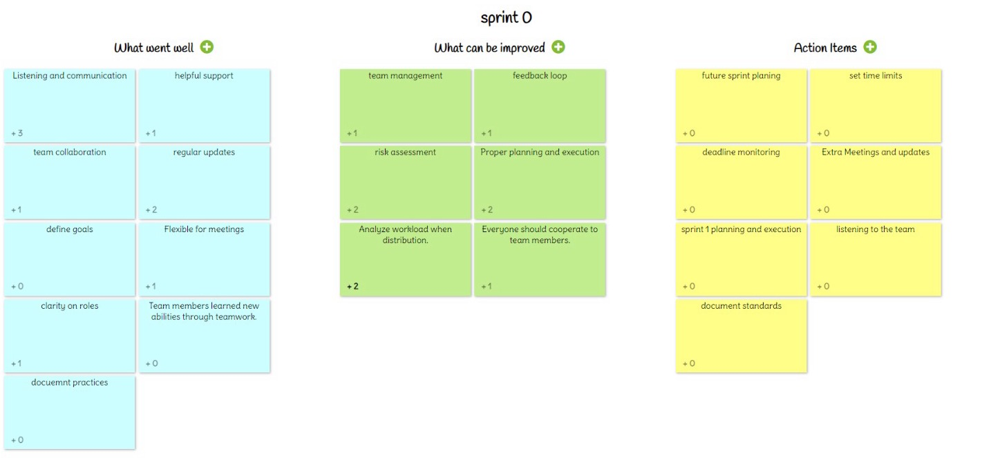 sprint 0
What went well
Listening and communication
+3
helpful support
+1
team collaboration
+1
regular updates
+2
define goals
+0
Flexible for meetings
+1
clarity on roles
+1
Team members learned new
abilities through teamwork.
+0
docuemnt practices
+0
What can be improved
team management
+1
feedback loop
+1
risk assessment
+2
Proper planning and execution
+2
Analyze workload when
distribution.
+2
Everyone should cooperate to
team members.
+1
Action Items
future sprint planing
+0
set time limits
+0
deadline monitoring
+0
Extra Meetings and updates
+0
sprint 1 planning and execution
+0
listening to the team
+0
document standards
+0